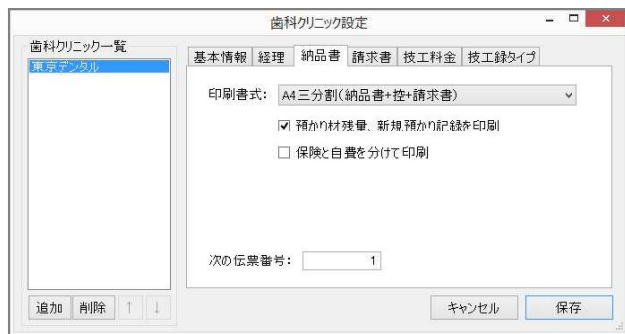 歯科クリニック設定
歯科クリニック一覧
東京デンタル
基本情報 経理 納品書 請求書 技工料金 技工録タイプ
印刷書式： A4三分割(納品書+控+請求書)
預かり材残量、新規預かり記録を印刷
保険と自費を分けて印刷
次の伝票番号： 1
追加 削除 ↑ ↓ キャンセル 保存